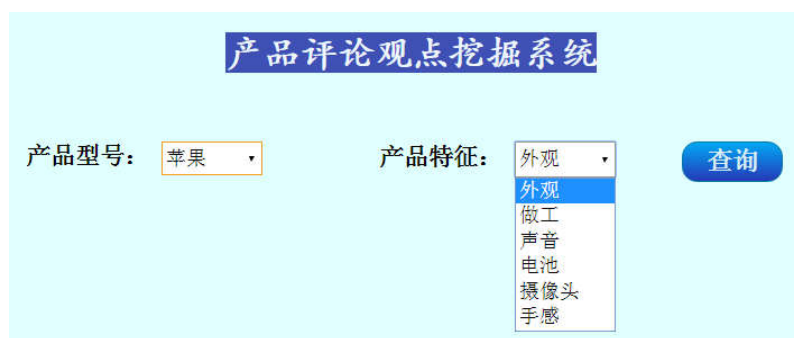 产品评论观点挖掘系统
产品型号： 苹果 产品特征： 外观 查询
外观
做工
声音
电池
摄像头
手感